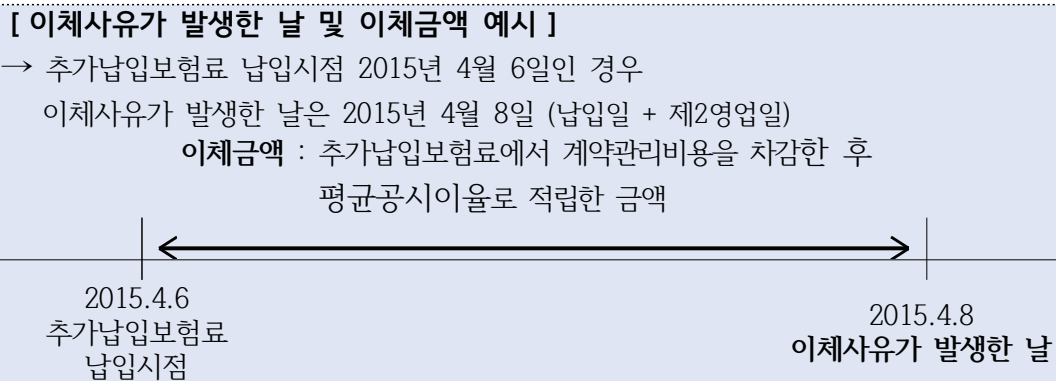 [ 이체사유가 발생한 날 및 이체금액 예시 ]
→ 추가납입보험료 납입시점 2015년 4월 6일인 경우
이체사유가 발생한 날은 2015년 4월 8일 (납입일 + 제2영업일)
이체금액 : 추가납입보험료에서 계약관리비용을 차감한 후
평균공시이율로 적립한 금액
2015.4.6
추가납입보험료
납입시점
2015.4.8
이체사유가 발생한 날